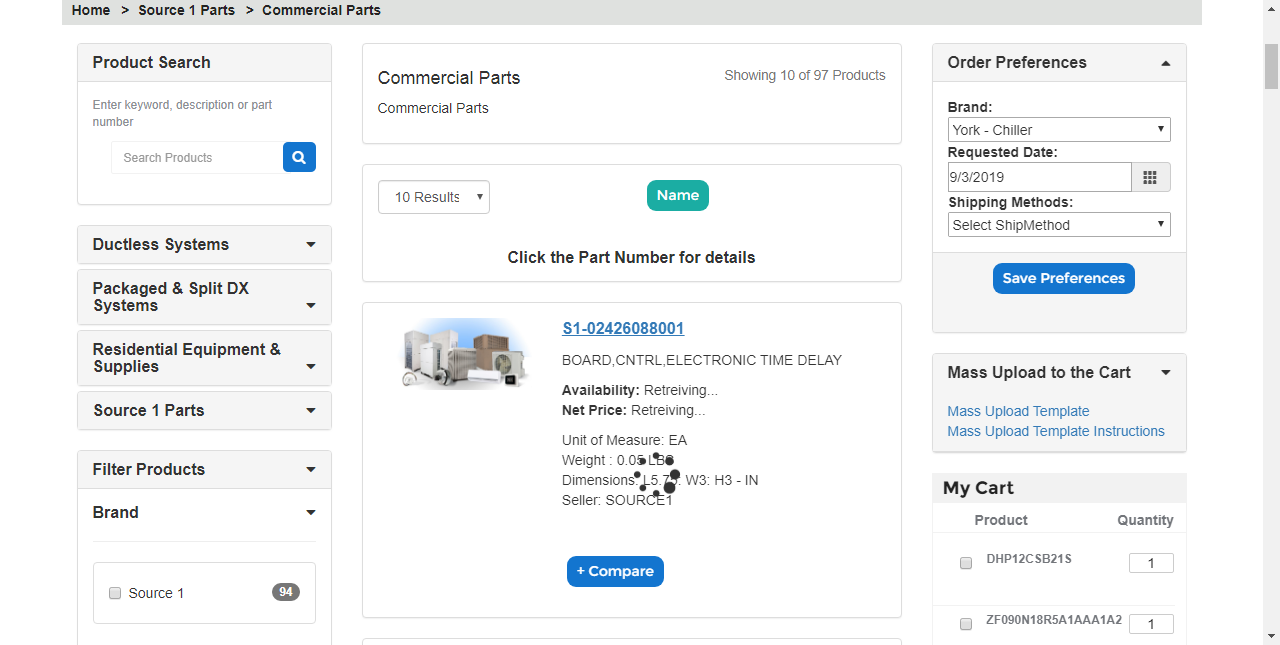 Home > Source 1 Parts > Commercial Parts
Product Search
Enter keyword, description or part
number
Search Products
Ductless Systems
Packaged & Split DX
Systems
Residential Equipment &
Supplies
Source 1 Parts
Filter Products
Brand
Source 1
94
Commercial Parts
Showing 10 of 97 Products
Commercial Parts
10 Results
Name
Click the Part Number for details
S1-02426088001
BOARD,CNTRL,ELECTRONIC TIME DELAY
Availability: Retreiving...
Net Price: Retreiving...
Unit of Measure: EA
Weight : 0.05 LBS
Dimensions: L5.75: W3: H3 - IN
Seller: SOURCE1
+ Compare
Order Preferences
Brand:
York - Chiller
Requested Date:
9/3/2019
Shipping Methods:
Select ShipMethod
Save Preferences
Mass Upload to the Cart
Mass Upload Template
Mass Upload Template Instructions
My Cart
Product Quantity
DHP12CSB21S 1
ZF090N18R5A1AAA1A2 1